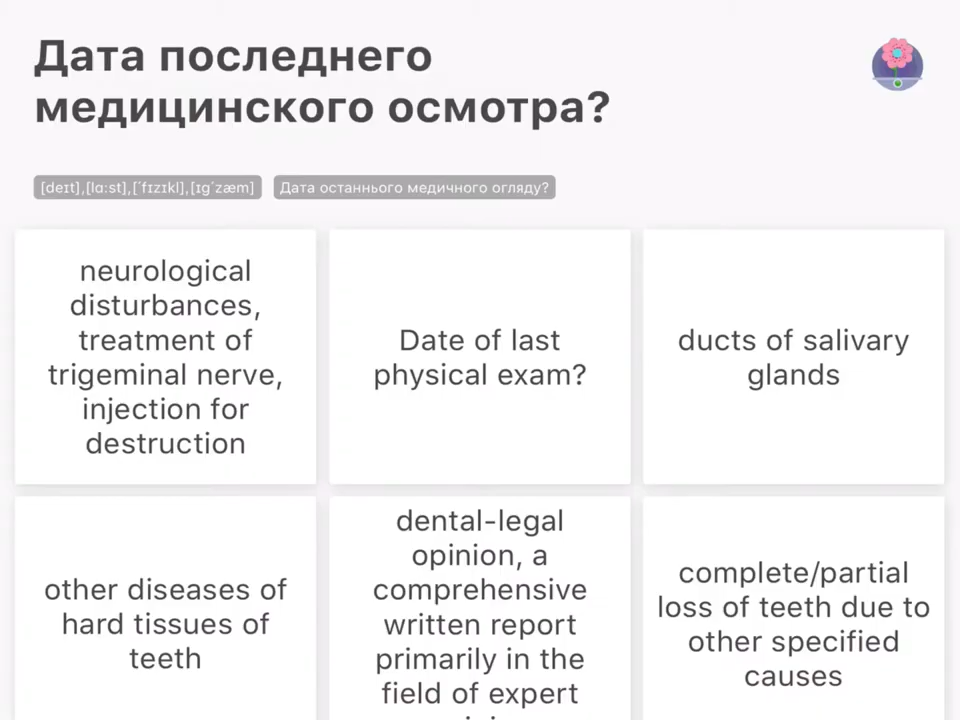 Дата последнего
медицинского осмотра?
[deɪt],[lɑːst],[ˈfɪzɪkl],[ɪgˈzæm]
Дата останнього медичного огляду?
neurological
disturbances,
treatment of
trigeminal nerve,
injection for
destruction
Date of last
physical exam?
ducts of salivary
glands
other diseases of
hard tissues of
teeth
dental-legal
opinion, a
comprehensive
written report
primarily in the
field of expert
complete/partial
loss of teeth due to
other specified
causes